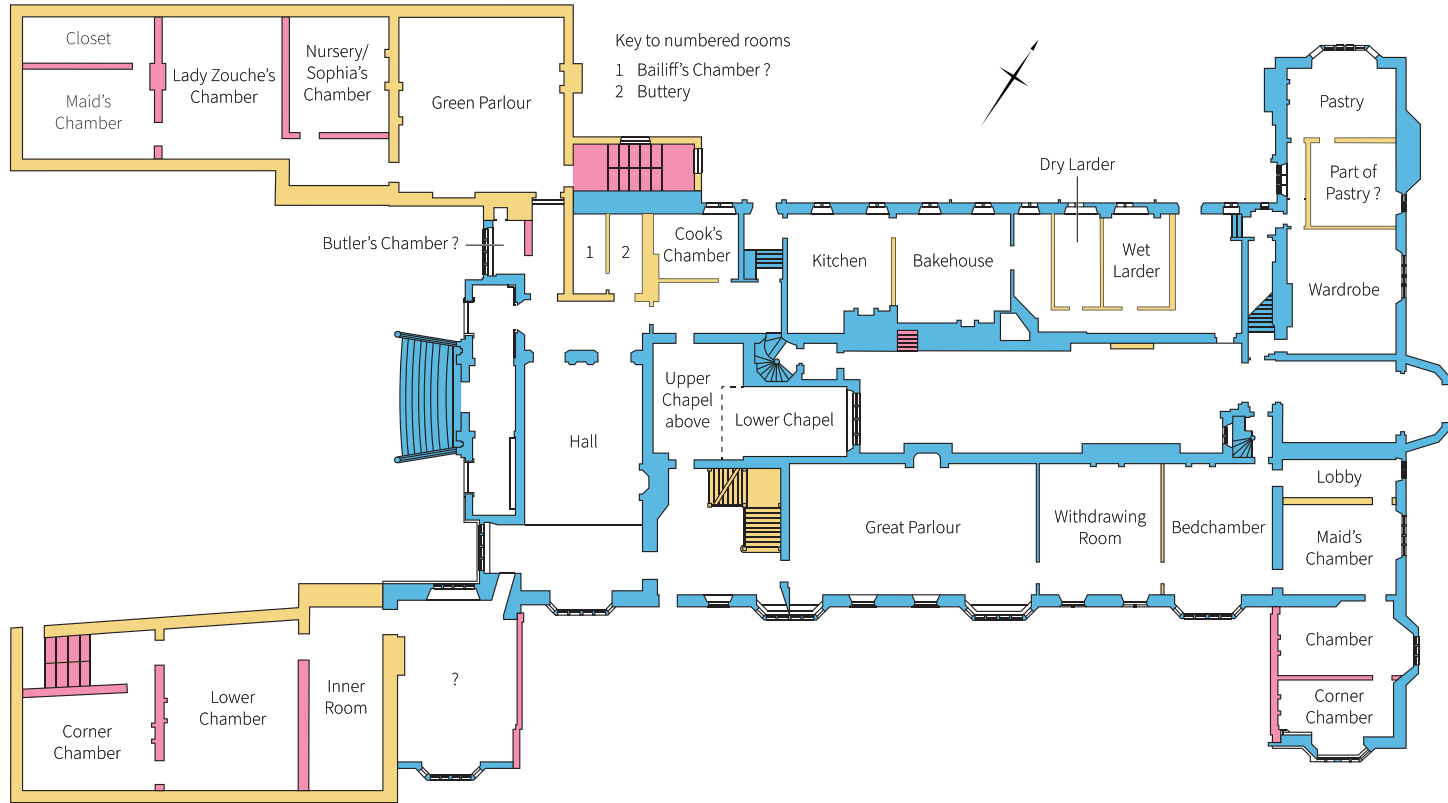 Closet
Maid's
Chamber
Lady Zouche's
Chamber
Nursery/
Sophia's
Chamber
Green Parlour
Key to numbered rooms
1 Bailiff's Chamber ?
2 Buttery
Pastry
Part of
Pastry ?
Dry Larder
Butler's Chamber ?
1
2
Cook's
Chamber
Kitchen
Bakehouse
Wet
Larder
Wardrobe
Upper
Chapel
above
Lower Chapel
Hall
Lobby
Great Parlour
Withdrawing
Room
Bedchamber
Maid's
Chamber
Chamber
Corner
Chamber
?
Inner
Room
Lower
Chamber
Corner
Chamber